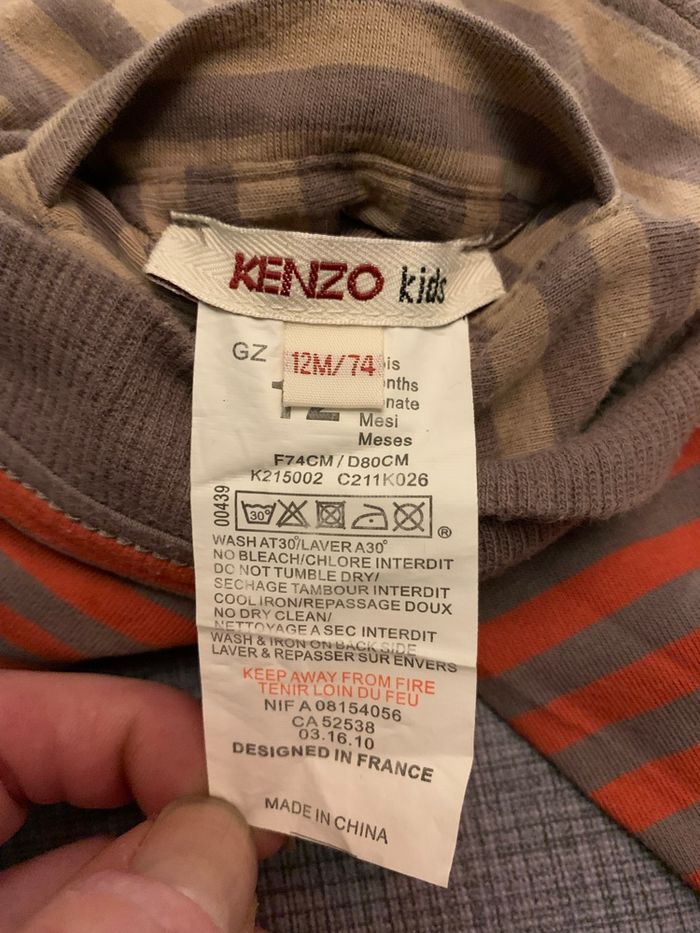 KENZO kids
GZ
12M/74
Mesi
Meses
F74CM/D80CM
K215002 C211K026
00439
30°
®
WASH AT30°/LAVER A30°
NO BLEACH/CHLORE INTERDIT
DO NOT TUMBLE DRY/
SECHAGE TAMBOUR INTERDIT
COOL IRON/REPASSAGE DOUX
NO DRY CLEAN/
NETTOYAGE A SEC INTERDIT
WASH & IRON ON BACK SIDE
LAVER & REPASSER SUR ENVERS
KEEP AWAY FROM FIRE
TENIR LOIN DU FEU
NIF A 08154056
CA 52538
03.16.10
DESIGNED IN FRANCE
MADE IN CHINA